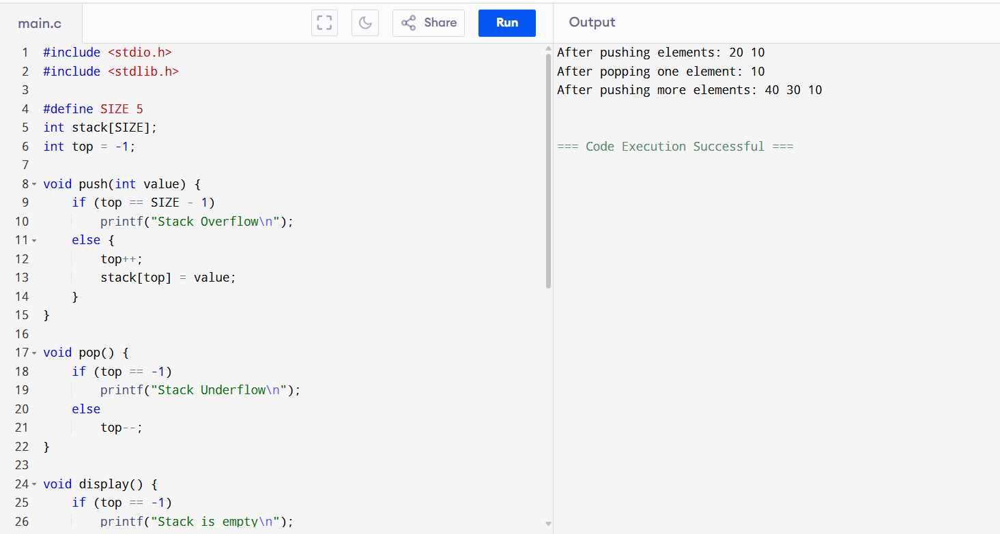 main.c Share Run Output
1 #include <stdio.h>
2 #include <stdlib.h>
3
4 #define SIZE 5
5 int stack[SIZE];
6 int top = -1;
7
8 void push(int value) {
9     if (top == SIZE - 1)
10         printf("Stack Overflow\n");
11     else {
12         top++;
13         stack[top] = value;
14     }
15 }
16
17 void pop() {
18     if (top == -1)
19         printf("Stack Underflow\n");
20     else
21         top--;
22 }
23
24 void display() {
25     if (top == -1)
26         printf("Stack is empty\n");
After pushing elements: 20 10
After popping one element: 10
After pushing more elements: 40 30 10
=== Code Execution Successful ===